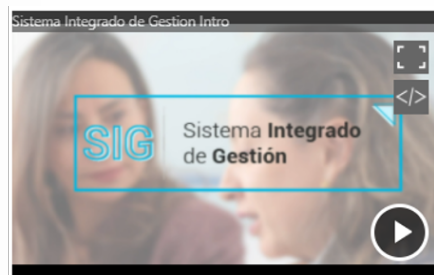 Sistema Integrado de Gestion Intro
</>
SIG
Sistema Integrado
de Gestión